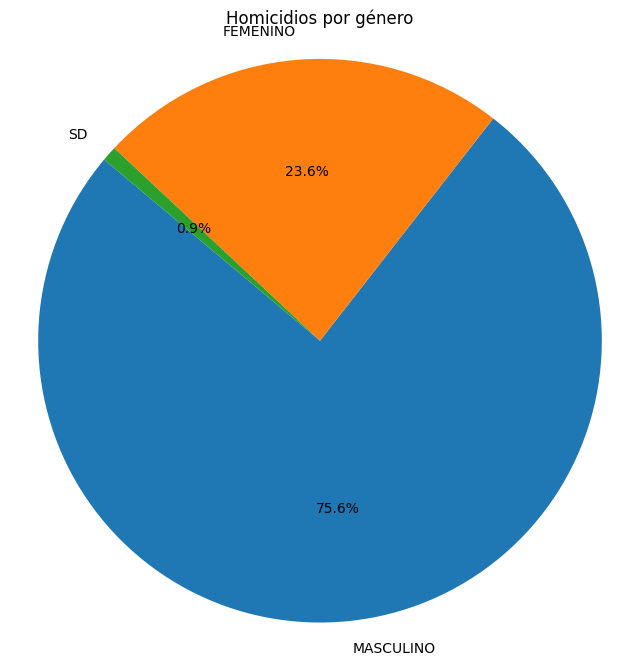 Homicidios por género
FEMENINO
SD
23.6%
0.9%
75.6%
MASCULINO